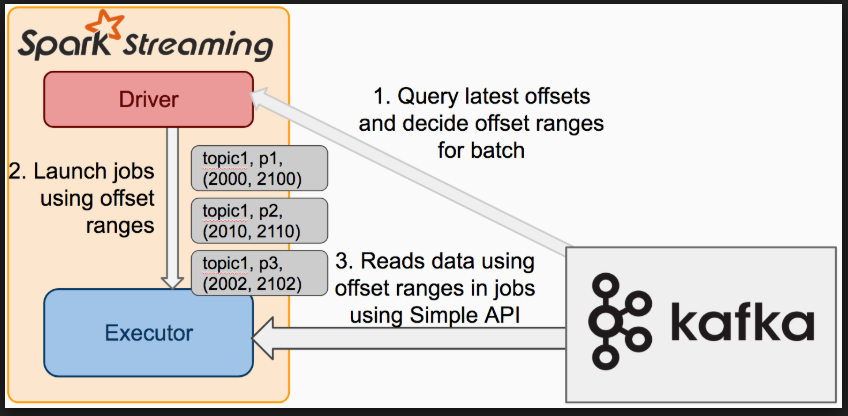 Spark Streaming
Driver
1. Query latest offsets
and decide offset ranges
for batch
2. Launch jobs
using offset
ranges
topic1, p1,
(2000, 2100)
topic1, p2,
(2010, 2110)
topic1, p3,
(2002, 2102)
3. Reads data using
offset ranges in jobs
using Simple API
Executor
kafka